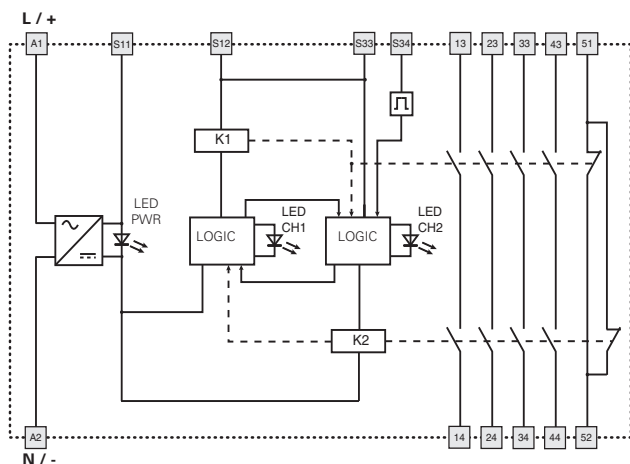 L / +
A1 S11 S12 S33 S34 13 23 33 43 51
K1
LED
PWR
LOGIC
LED
CH1
LOGIC
LED
CH2
K2
A2 14 24 34 44 52
N / -